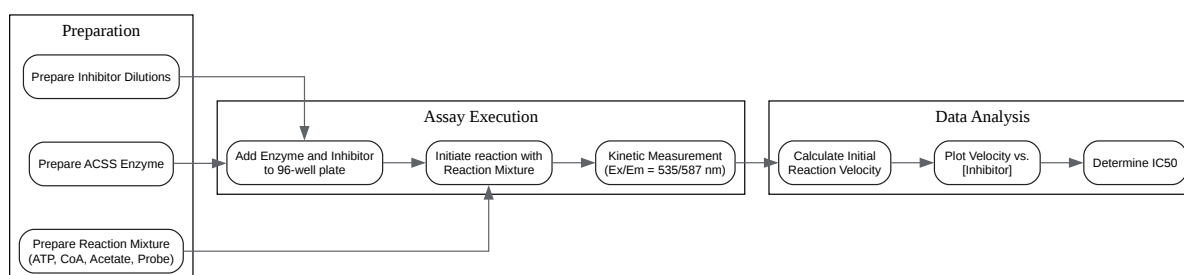 Preparation
Prepare Inhibitor Dilutions
Prepare ACSS Enzyme
Prepare Reaction Mixture
(ATP, CoA, Acetate, Probe)
Assay Execution
Add Enzyme and Inhibitor
to 96-well plate
Initiate reaction with
Reaction Mixture
Kinetic Measurement
(Ex/Em = 535/587 nm)
Data Analysis
Calculate Initial
Reaction Velocity
Plot Velocity vs.
[Inhibitor]
Determine IC50